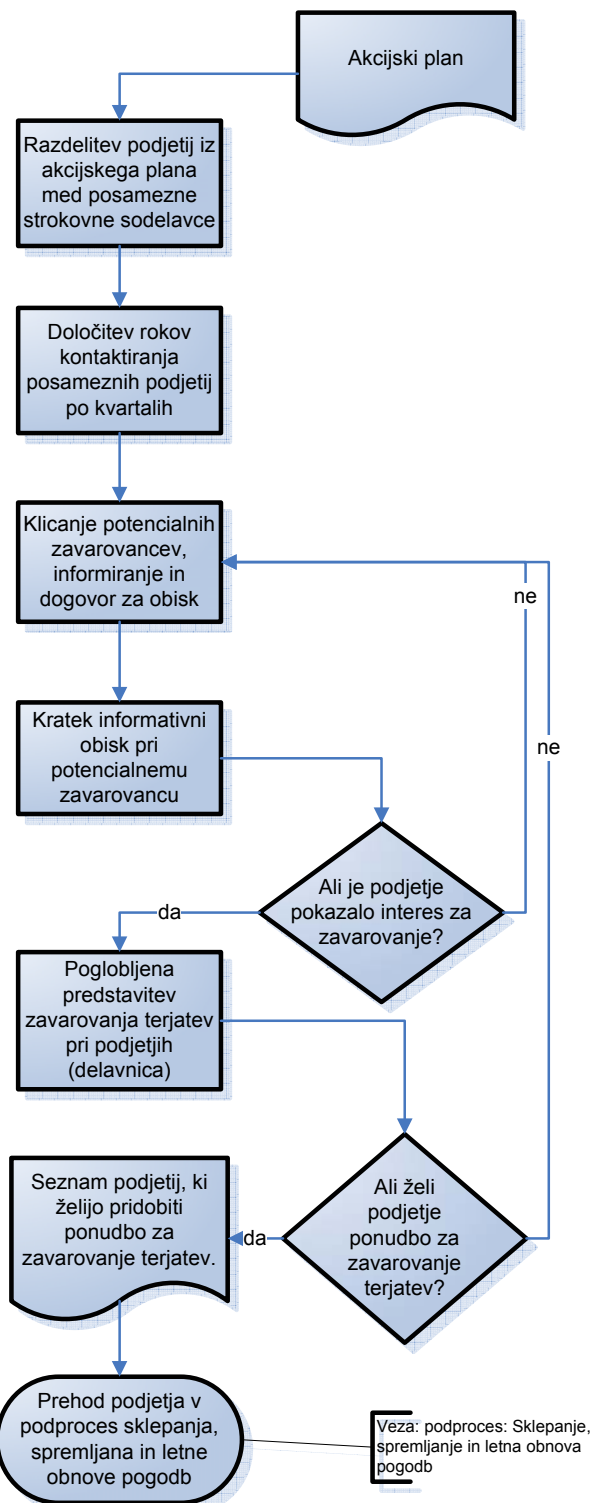 Akcijski plan
Razdelitev podjetij iz
akcijskega plana
med posamezne
strokovne sodelavce
Določitev rokov
kontaktiranja
posameznih podjetij
po kvartalih
Klicanje potencialnih
zavarovancev,
informiranje in
dogovor za obisk
ne
ne
Kratek informativni
obisk pri
potencialnemu
zavarovancu
Ali je podjetje
pokazalo interes za
zavarovanje?
da
Poglobljena
predstavitev
zavarovanja terjatev
pri podjetjih
(delavnica)
Ali želi
podjetje
ponudbo za
zavarovanje
terjatev?
da
Seznam podjetij, ki
želijo pridobiti
ponudbo za
zavarovanje terjatev.
Prehod podjetja v
podproces sklepanja,
spremljana in letne
obnove pogodb
Veza: podproces: Sklepanje,
spremljanje in letna obnova
pogodb